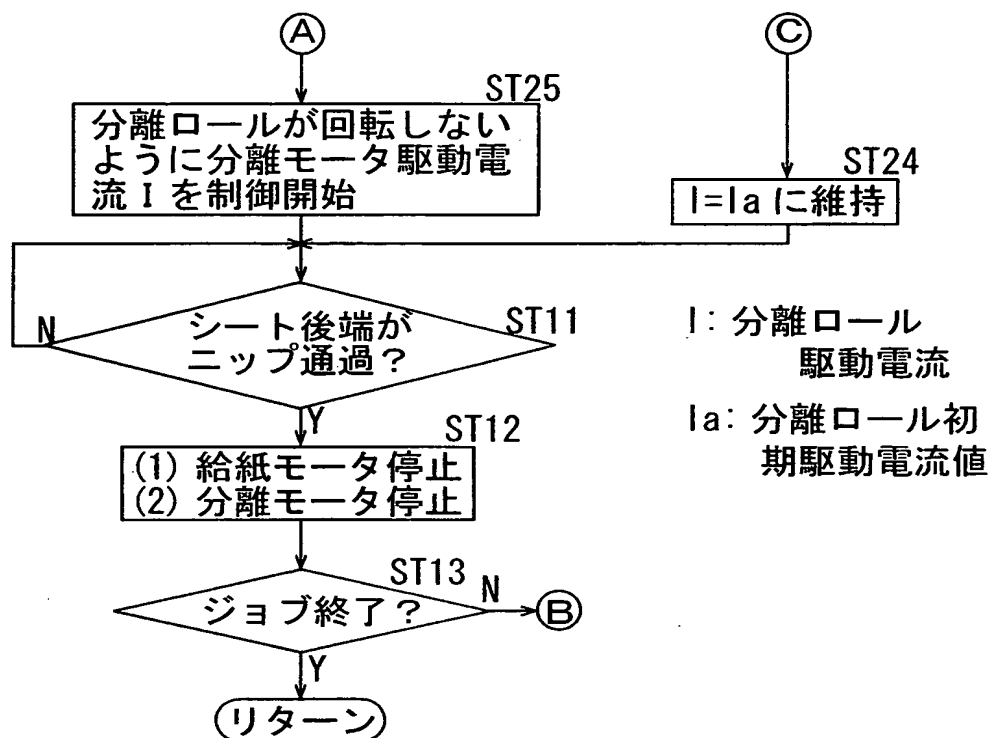 A
C
ST25
分離ロールが回転しない
ように分離モータ駆動電
流Iを制御開始
ST24
I=Iaに維持
N
シート後端が
ニップ通過?
ST11
I: 分離ロール
駆動電流
Y
Ia: 分離ロール初
期駆動電流値
ST12
(1) 給紙モータ停止
(2) 分離モータ停止
ST13
ジョブ終了?
N
B
Y
リターン